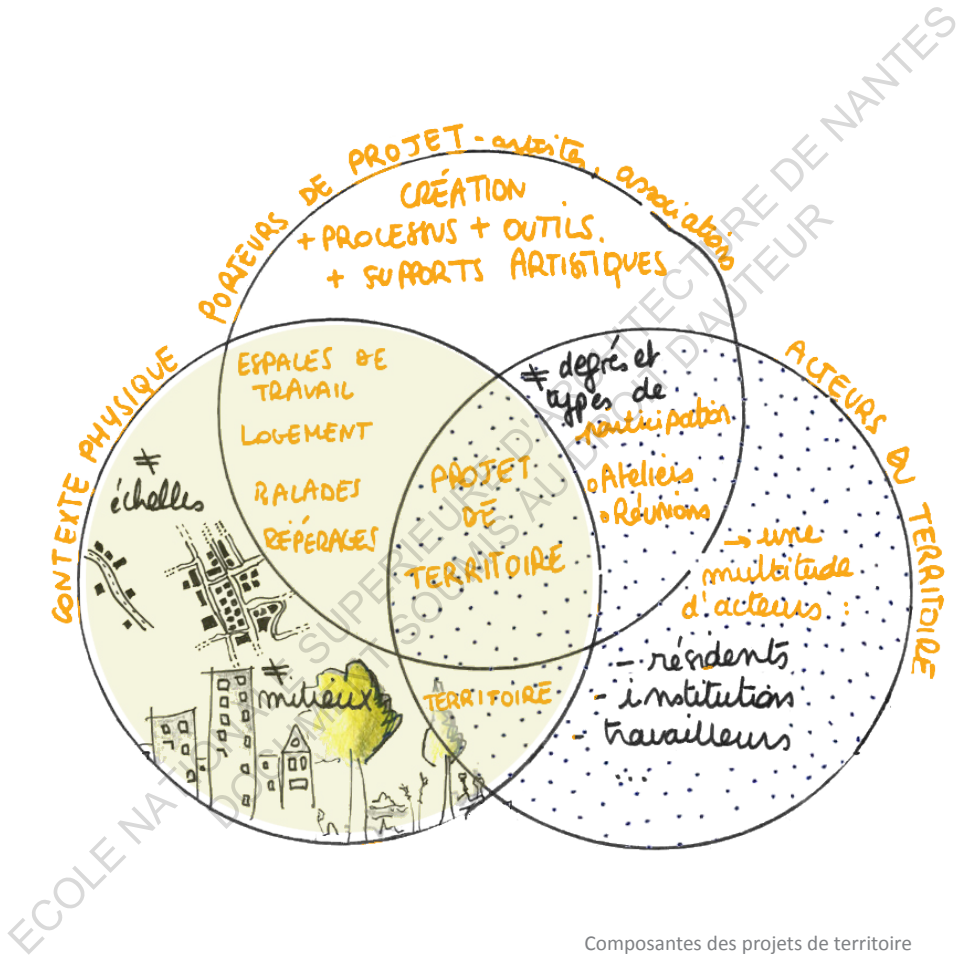 PORTEURS DE PROJET - artistes, associations
CRÉATION
+ PROCESSUS + OUTILS.
+ SUPPORTS ARTISTIQUES
CONTEXTE PHYSIQUE
ESPACES DE
TRAVAIL
LOGEMENT
BALADES
REPÉRAGES
≠
échelles
≠
milieux
≠ degrés et
types de
participation
• Ateliers
• Réunions
PROJET
DE
TERRITOIRE
TERRITOIRE
ACTEURS DU TERRITOIRE
→ une
multitude
d'acteurs :
- résidents
- institutions
- travailleurs
...
ECOLE NATIONALE SUPERIEURE D'ARCHITECTURE DE NANTES
DOCUMENT SOUMIS AU DROIT D'AUTEUR
Composantes des projets de territoire